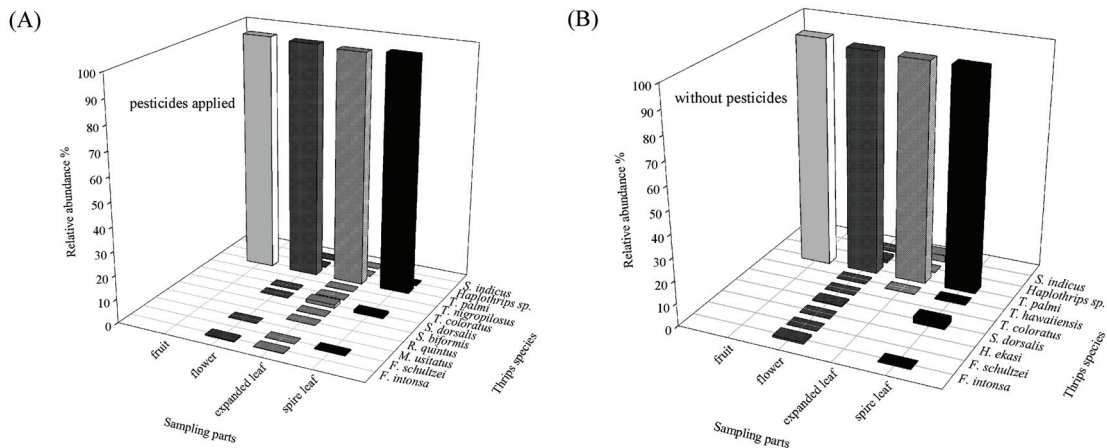 (A)
pesticides applied
Relative abundance %
100
90
80
70
60
50
40
30
20
10
0
fruit
flower
expanded leaf
spire leaf
Sampling parts
S. indicus
Haplothrips sp.
T. palmi
T. nigropilosus
T. coloratus
S. dorsalis
S. biformis
R. quintus
M. usitatus
F. schultzei
F. intonsa
Thrips species
(B)
without pesticides
Relative abundance %
100
90
80
70
60
50
40
30
20
10
0
fruit
flower
expanded leaf
spire leaf
Sampling parts
S. indicus
Haplothrips sp.
T. palmi
T. hawaiiensis
T. coloratus
S. dorsalis
H. ekasi
F. schultzei
F. intonsa
Thrips species